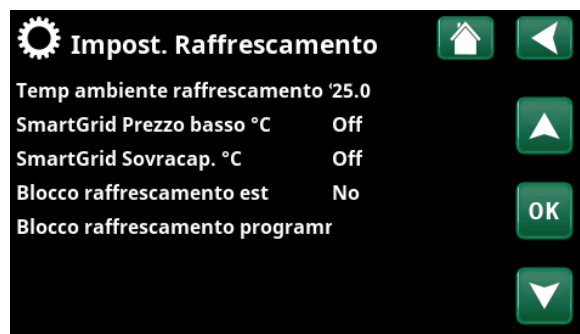 Impost. Raffrescamento
Temp ambiente raffrescamento 25.0
SmartGrid Prezzo basso °C Off
SmartGrid Sovracap. °C Off
Blocco raffrescamento est No
OK
Blocco raffrescamento programr